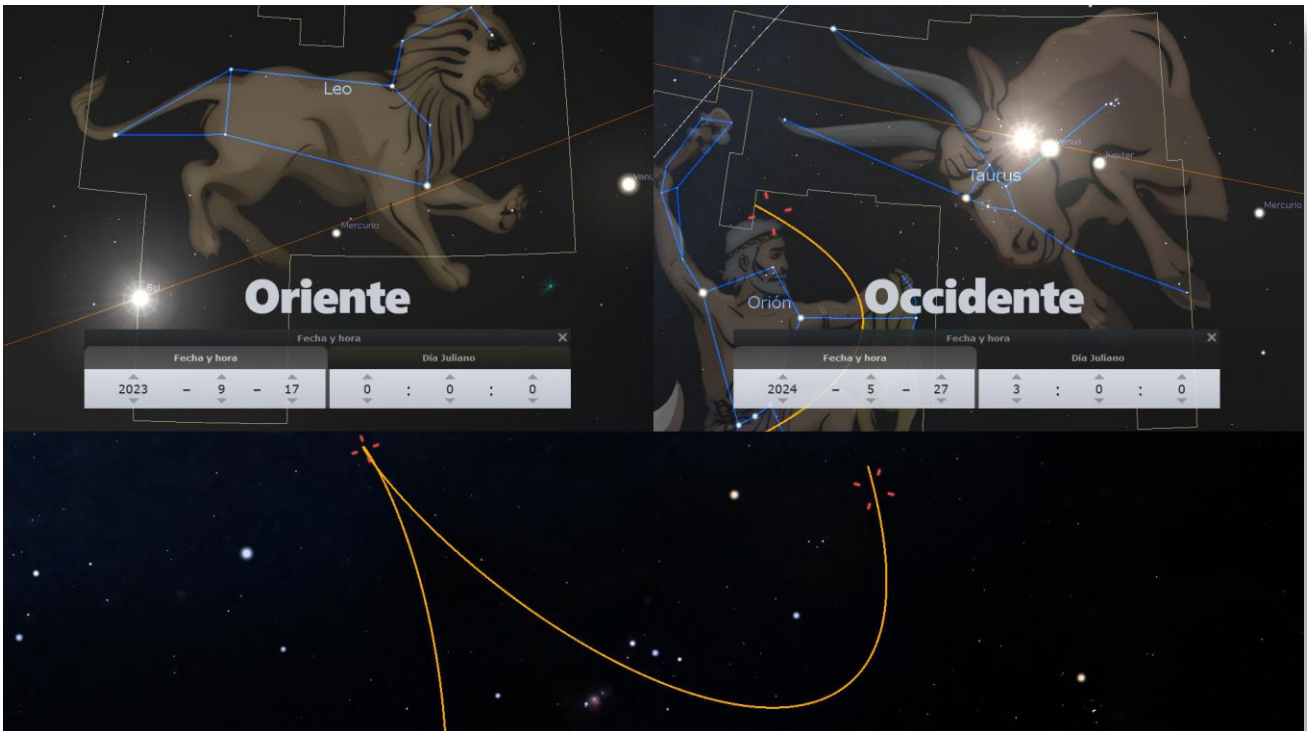 Leo
Venu
Mercurio
Sol
Oriente
Fecha y hora
Fecha y hora Día Juliano
2023 - 9 - 17 0 : 0 : 0
Venus
Júpiter
Taurus
Mercurio
Orión
Occidente
Fecha y hora
Fecha y hora Día Juliano
2024 - 5 - 27 3 : 0 : 0